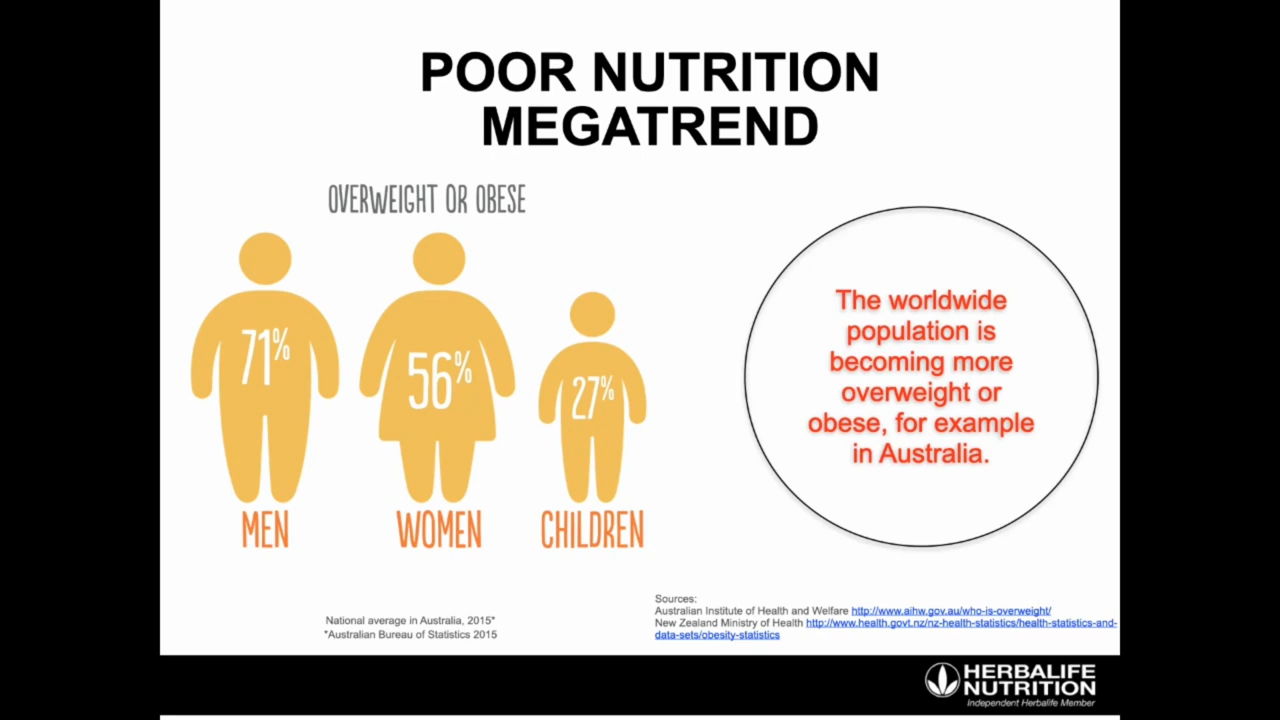 POOR NUTRITION
MEGATREND
OVERWEIGHT OR OBESE
71%
56%
27%
MEN
WOMEN
CHILDREN
The worldwide
population is
becoming more
overweight or
obese, for example
in Australia.
National average in Australia, 2015*
*Australian Bureau of Statistics 2015
Sources:
Australian Institute of Health and Welfare http://www.aihw.gov.au/who-is-overweight/
New Zealand Ministry of Health http://www.health.govt.nz/nz-health-statistics/health-statistics-and-
data-sets/obesity-statistics
HERBALIFE
NUTRITION
Independent Herbalife Member